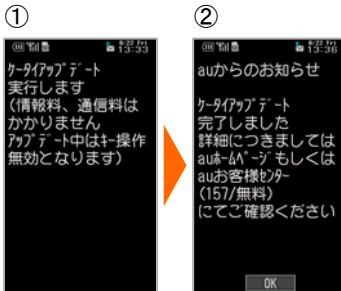 ①
8/22 Fri
13:33
ｹｰﾀｲｱｯﾌﾟﾃﾞｰﾄ
実行します
(情報料、通信料は
かかりません
ｱｯﾌﾟﾃﾞｰﾄ中はｷｰ操作
無効となります)
②
8/22 Fri
13:36
auからのお知らせ
ｹｰﾀｲｱｯﾌﾟﾃﾞｰﾄ
完了しました
詳細につきましては
auﾎｰﾑﾍﾟｰｼﾞもしくは
auお客様ｾﾝﾀｰ
(157/無料)
にてご確認ください
OK